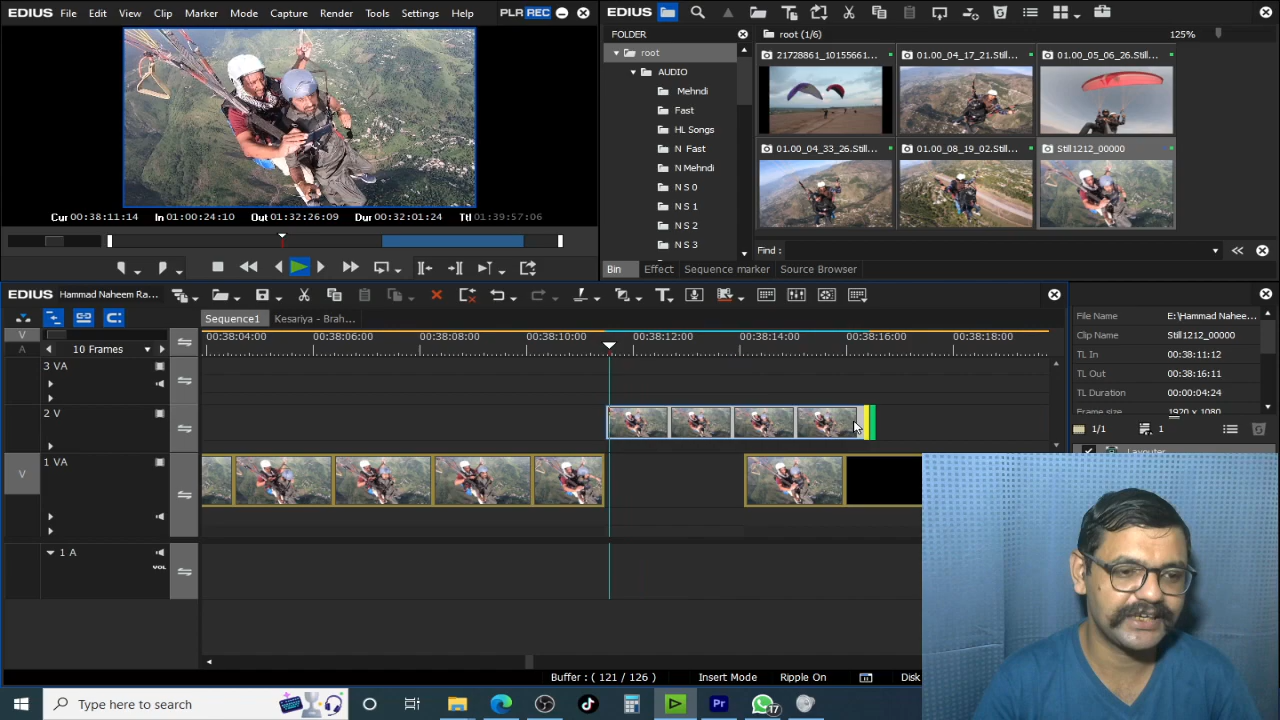 EDIUS File Edit View Clip Marker Mode Capture Render Tools Settings Help PLR REC
Cur 00:38:11:14 In 01:00:24:10 Out 01:32:26:09 Dur 00:32:01:24 Ttl 01:39:57:06
EDIUS
FOLDER
root (1/6)
125%
root
AUDIO
Mehndi
Fast
HL Songs
N Fast
N Mehndi
N S 0
N S 1
N S 2
N S 3
21728861_10155661...
01.00_04_17_21.Still...
01.00_05_06_26.Still...
01.00_04_33_26.Still...
01.00_08_19_02.Still...
Still1212_00000
Find :
Bin Effect Sequence marker Source Browser
EDIUS Hammad Naheem Ra...
Sequence1 Kesariya - Brah...
V
A
10 Frames
00:38:04:00 00:38:06:00 00:38:08:00 00:38:10:00 00:38:12:00 00:38:14:00 00:38:16:00 00:38:18:00
3 VA
2 V
V
1 VA
1 A
VOL
File Name E:\Hammad Nahee...
Clip Name Still1212_00000
TL In 00:38:11:12
TL Out 00:38:16:11
TL Duration 00:00:04:24
Frame size 1920 x 1080
1/1 1
Layouter
Buffer : ( 121 / 126 ) Insert Mode Ripple On Disk
Type here to search
Pr
17